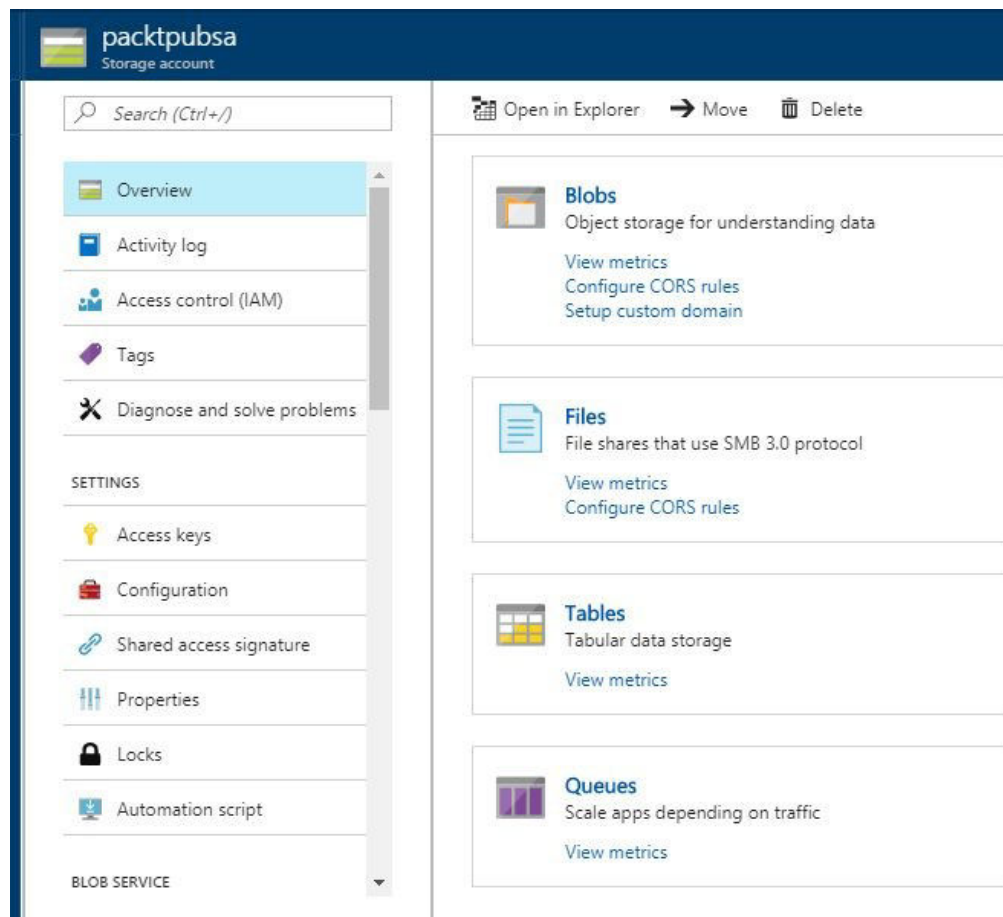 packtpubsa
Storage account
Search (Ctrl+/)
Overview
Activity log
Access control (IAM)
Tags
Diagnose and solve problems
SETTINGS
Access keys
Configuration
Shared access signature
Properties
Locks
Automation script
BLOB SERVICE
Open in Explorer Move Delete
Blobs
Object storage for understanding data
View metrics
Configure CORS rules
Setup custom domain
Files
File shares that use SMB 3.0 protocol
View metrics
Configure CORS rules
Tables
Tabular data storage
View metrics
Queues
Scale apps depending on traffic
View metrics